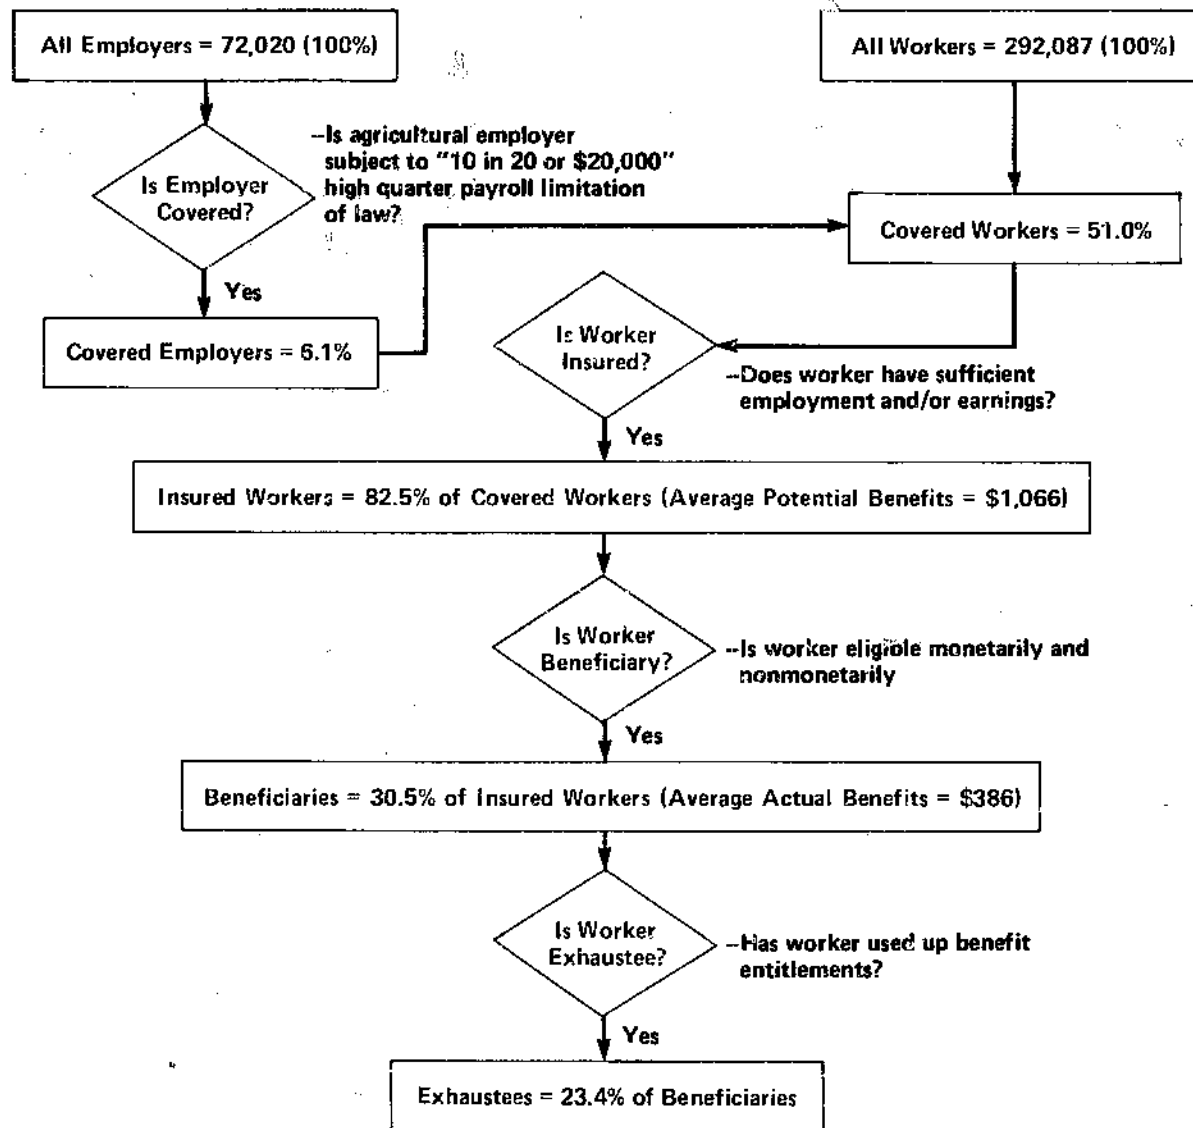 All Employers = 72,020 (100%)
All Workers = 292,087 (100%)
Is Employer
Covered?
--Is agricultural employer
subject to "10 in 20 or $20,000"
high quarter payroll limitation
of law?
Yes
Covered Employers = 6.1%
Covered Workers = 51.0%
Is Worker
Insured?
--Does worker have sufficient
employment and/or earnings?
Yes
Insured Workers = 82.5% of Covered Workers (Average Potential Benefits = $1,066)
Is Worker
Beneficiary?
--Is worker eligible monetarily and
nonmonetarily
Yes
Beneficiaries = 30.5% of Insured Workers (Average Actual Benefits = $386)
Is Worker
Exhaustee?
--Has worker used up benefit
entitlements?
Yes
Exhaustees = 23.4% of Beneficiaries